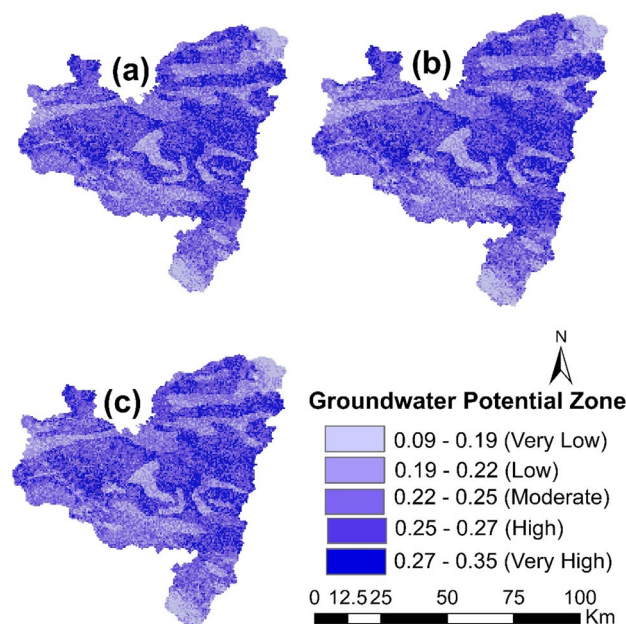 (a)
(b)
(c)
N
Groundwater Potential Zone
0.09 - 0.19 (Very Low)
0.19 - 0.22 (Low)
0.22 - 0.25 (Moderate)
0.25 - 0.27 (High)
0.27 - 0.35 (Very High)
0 12.5 25 50 75 100
Km